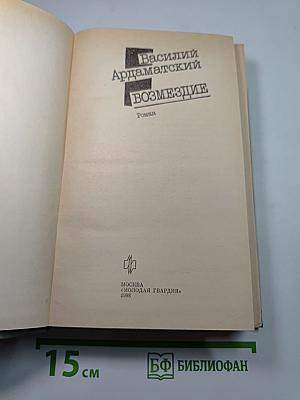 Василий
Ардаматский
ВОЗМЕЗДИЕ
Роман
МОСКВА
«МОЛОДАЯ ГВАРДИЯ»
15 см
БФ БИБЛИОФАН